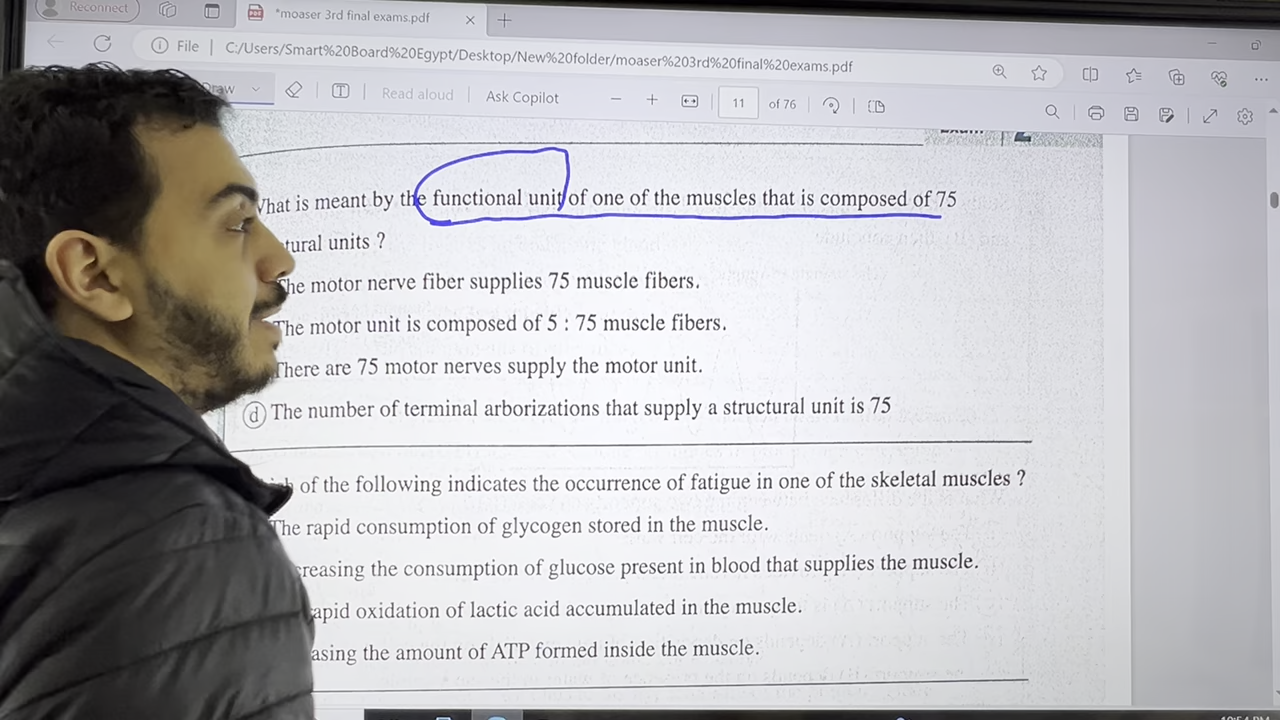 Reconnect
*moaser 3rd final exams.pdf
File | C:/Users/Smart%20Board%20Egypt/Desktop/New%20folder/moaser%203rd%20final%20exams.pdf
Draw Read aloud Ask Copilot 11 of 76
Exam 2
What is meant by the functional unit of one of the muscles that is composed of 75
tural units ?
The motor nerve fiber supplies 75 muscle fibers.
The motor unit is composed of 5 : 75 muscle fibers.
There are 75 motor nerves supply the motor unit.
d The number of terminal arborizations that supply a structural unit is 75
of the following indicates the occurrence of fatigue in one of the skeletal muscles ?
The rapid consumption of glycogen stored in the muscle.
creasing the consumption of glucose present in blood that supplies the muscle.
rapid oxidation of lactic acid accumulated in the muscle.
asing the amount of ATP formed inside the muscle.